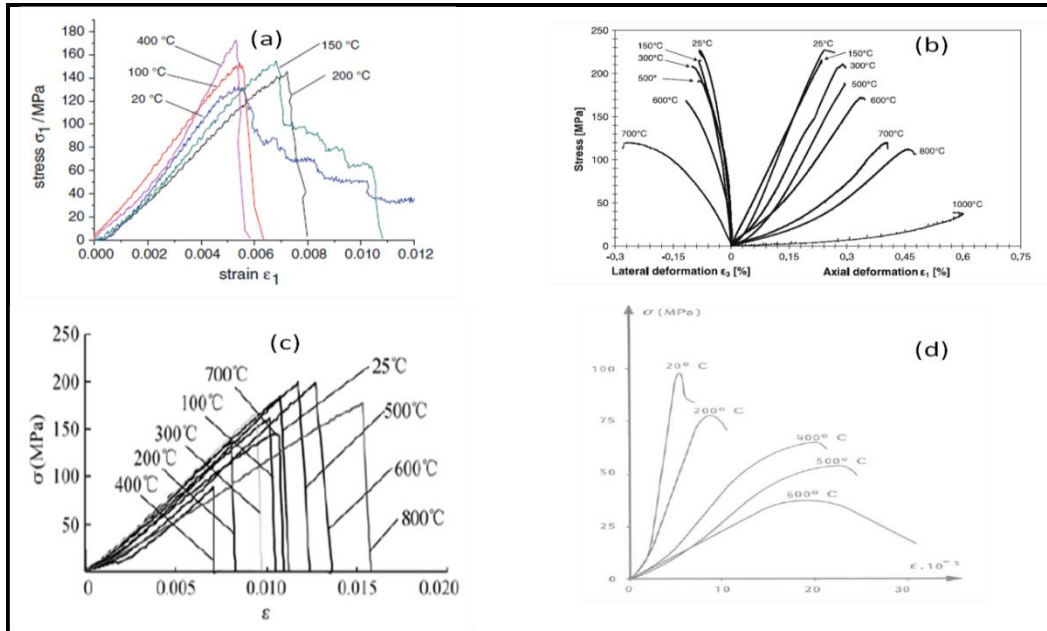 (a)
180
160
140
120
100
80
60
40
20
0
stress σ₁/MPa
400 °C
100 °C
20 °C
150 °C
200 °C
0.000 0.002 0.004 0.006 0.008 0.010 0.012
strain ε₁
(b)
250
200
150
100
50
0
Stress [MPa]
150°C
300°C
500°
600°C
700°C
25°C
25°C
150°C
300°C
500°C
600°C
700°C
800°C
1000°C
-0.3 -0.15 0 0,15 0,3 0,45 0,6 0,75
Lateral deformation ε₃ [%] Axial deformation ε₁ [%]
(c)
250
200
150
100
50
σ(MPa)
700℃
100℃
300℃
200℃
400℃
25℃
500℃
600℃
800℃
0 0.005 0.010 0.015 0.020
ε
(d)
σ(MPa)
100
75
50
25
0
20° C
200° C
400° C
500° C
600° C
0 10 20 30
ε.10⁻³